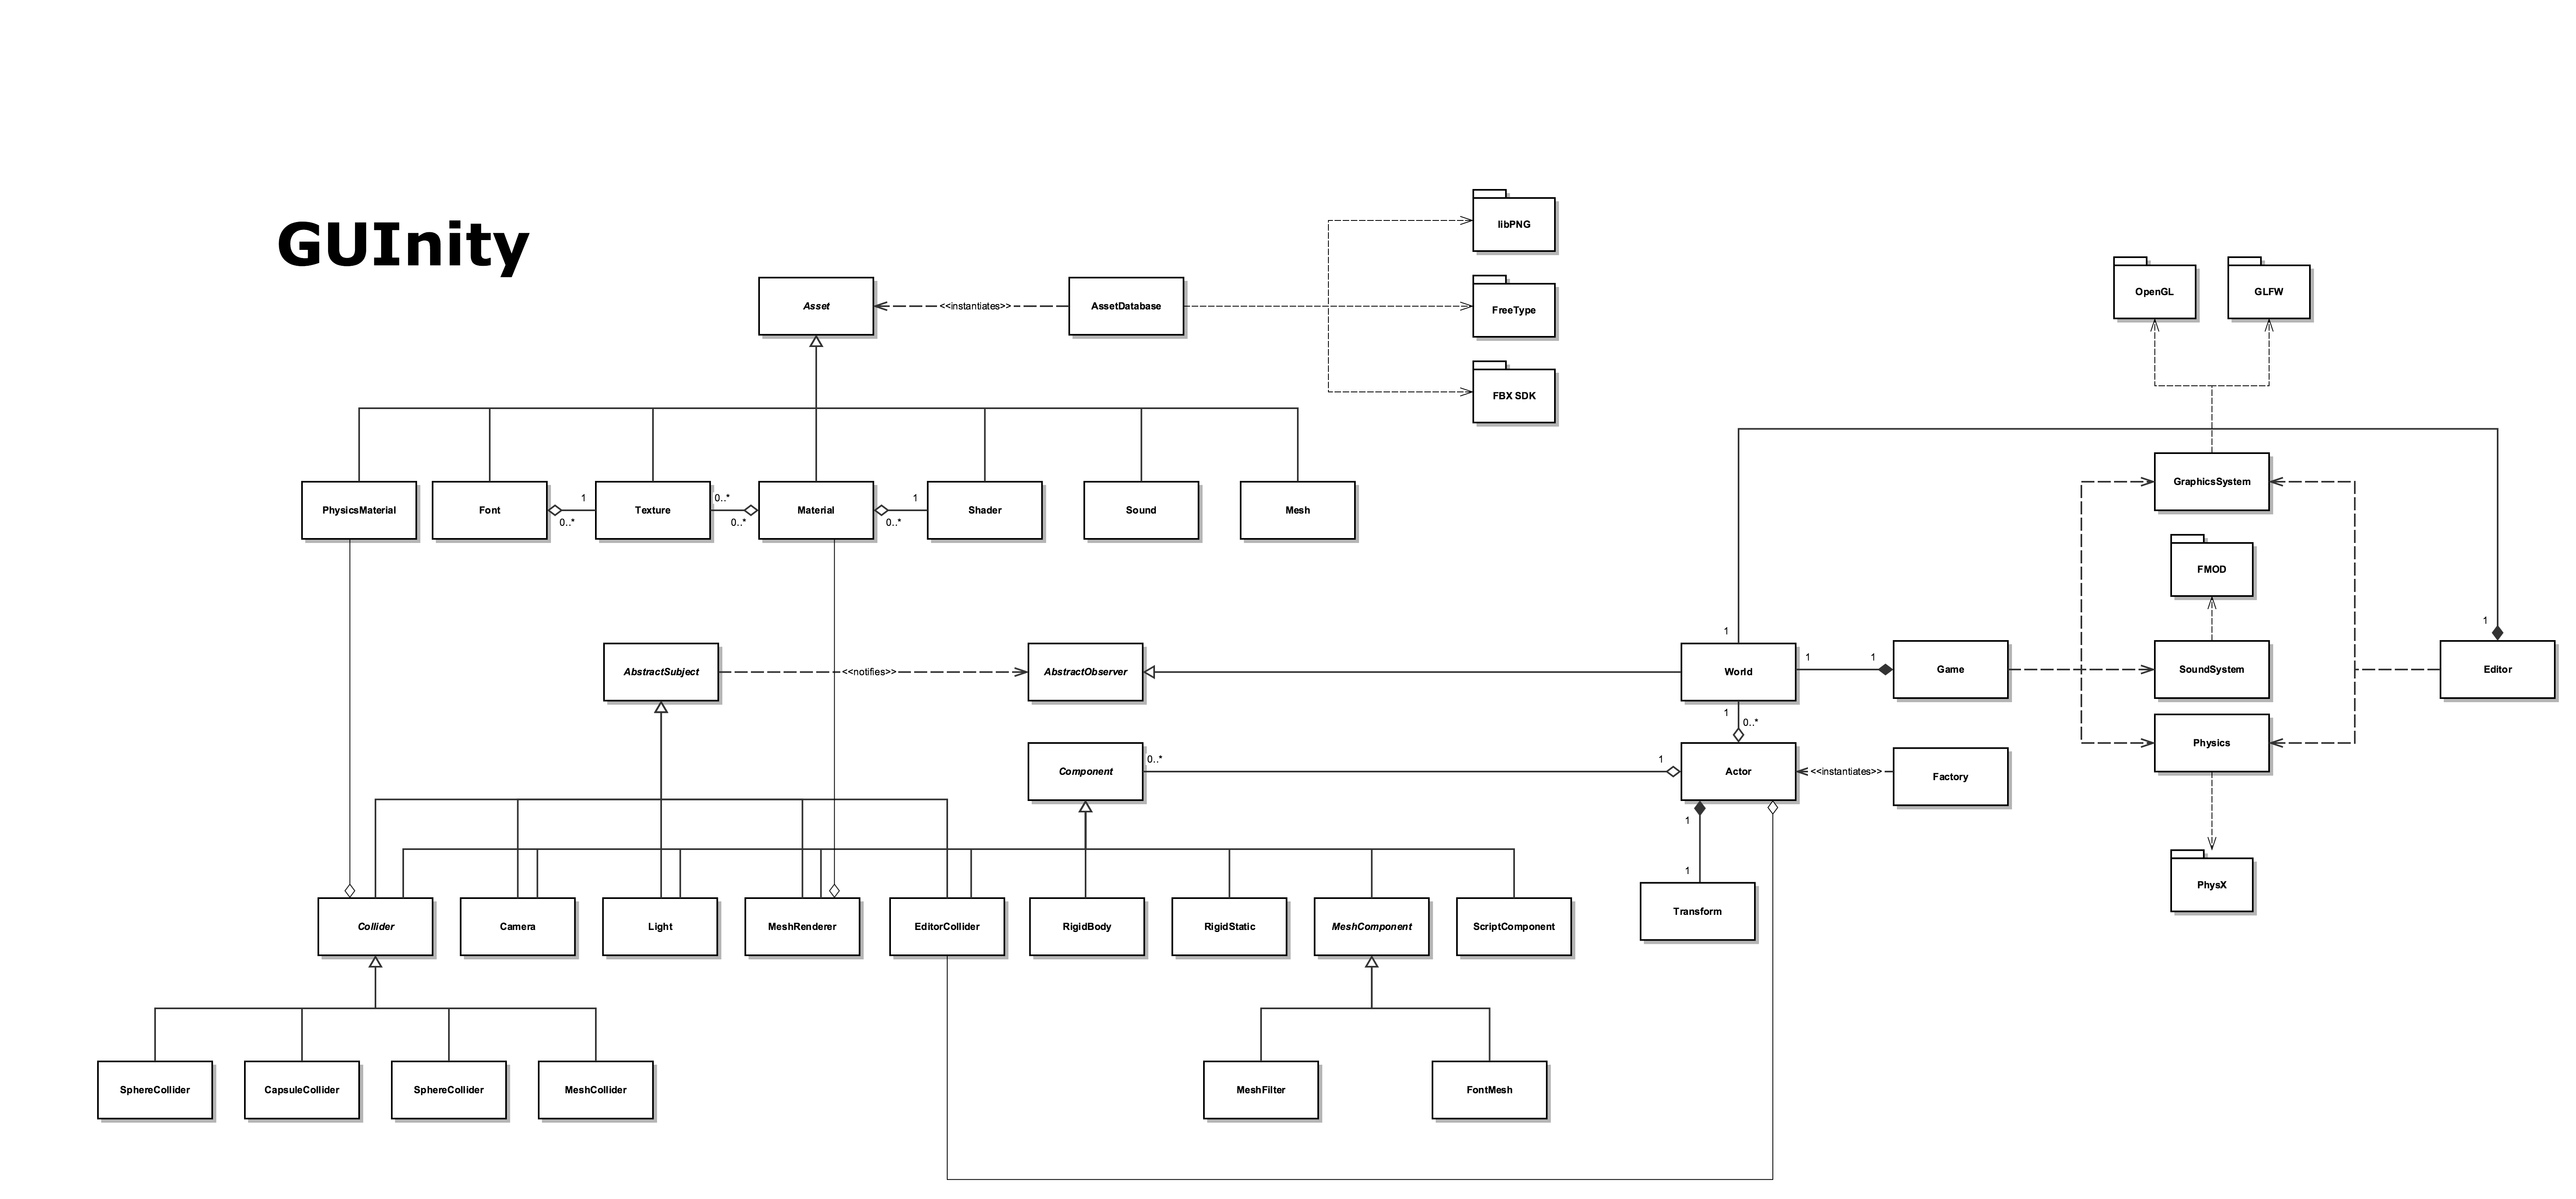 GUInity
libPNG
Asset
<<instantiates>>
AssetDatabase
FreeType
FBX SDK
OpenGL
GLFW
PhysicsMaterial
Font
1
0..*
Texture
0..*
0..*
Material
1
0..*
Shader
Sound
Mesh
GraphicsSystem
FMOD
AbstractSubject
<<notifies>>
AbstractObserver
1
World
1
1
Game
SoundSystem
1
Editor
1
0..*
Physics
Component
0..*
1
Actor
<<instantiates>>
Factory
1
1
Transform
PhysX
Collider
Camera
Light
MeshRenderer
EditorCollider
RigidBody
RigidStatic
MeshComponent
ScriptComponent
SphereCollider
CapsuleCollider
SphereCollider
MeshCollider
MeshFilter
FontMesh